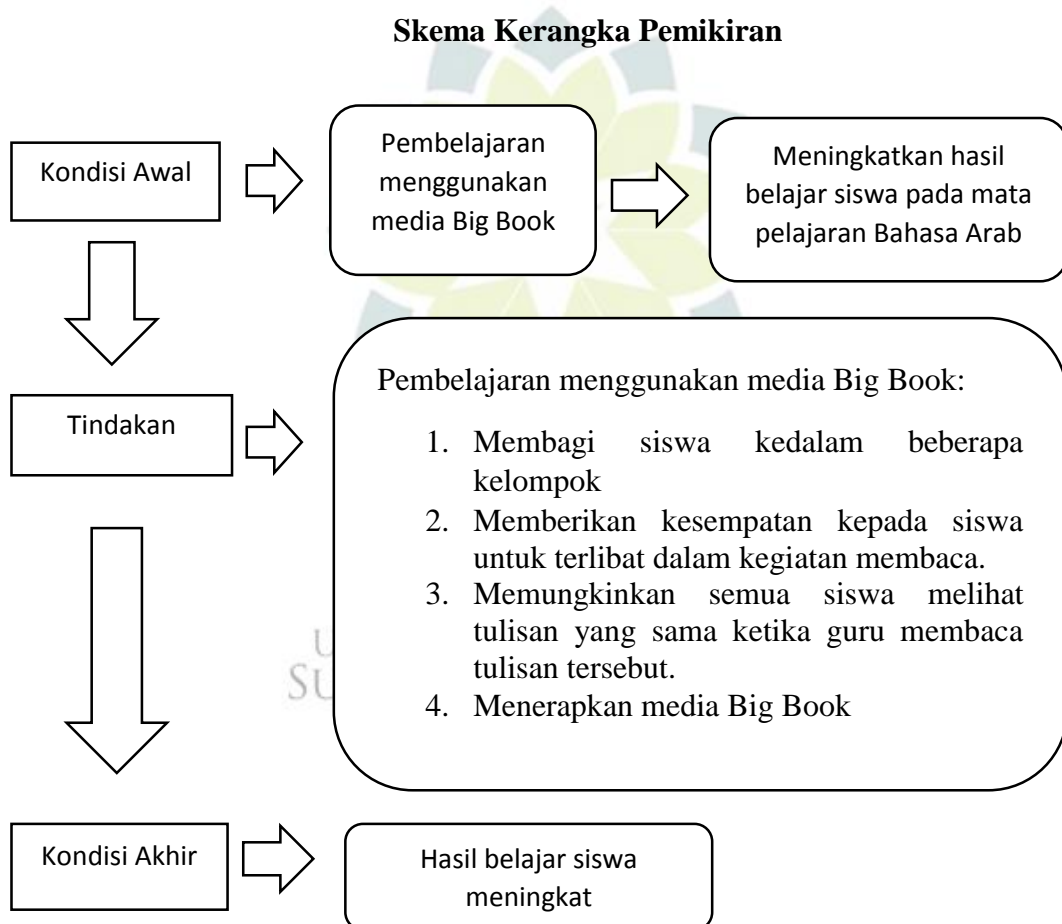 Skema Kerangka Pemikiran
Kondisi Awal
Pembelajaran
menggunakan
media Big Book
Meningkatkan hasil
belajar siswa pada mata
pelajaran Bahasa Arab
Tindakan
Pembelajaran menggunakan media Big Book:
1. Membagi siswa kedalam beberapa
kelompok
2. Memberikan kesempatan kepada siswa
untuk terlibat dalam kegiatan membaca.
3. Memungkinkan semua siswa melihat
tulisan yang sama ketika guru membaca
tulisan tersebut.
4. Menerapkan media Big Book
Kondisi Akhir
Hasil belajar siswa
meningkat